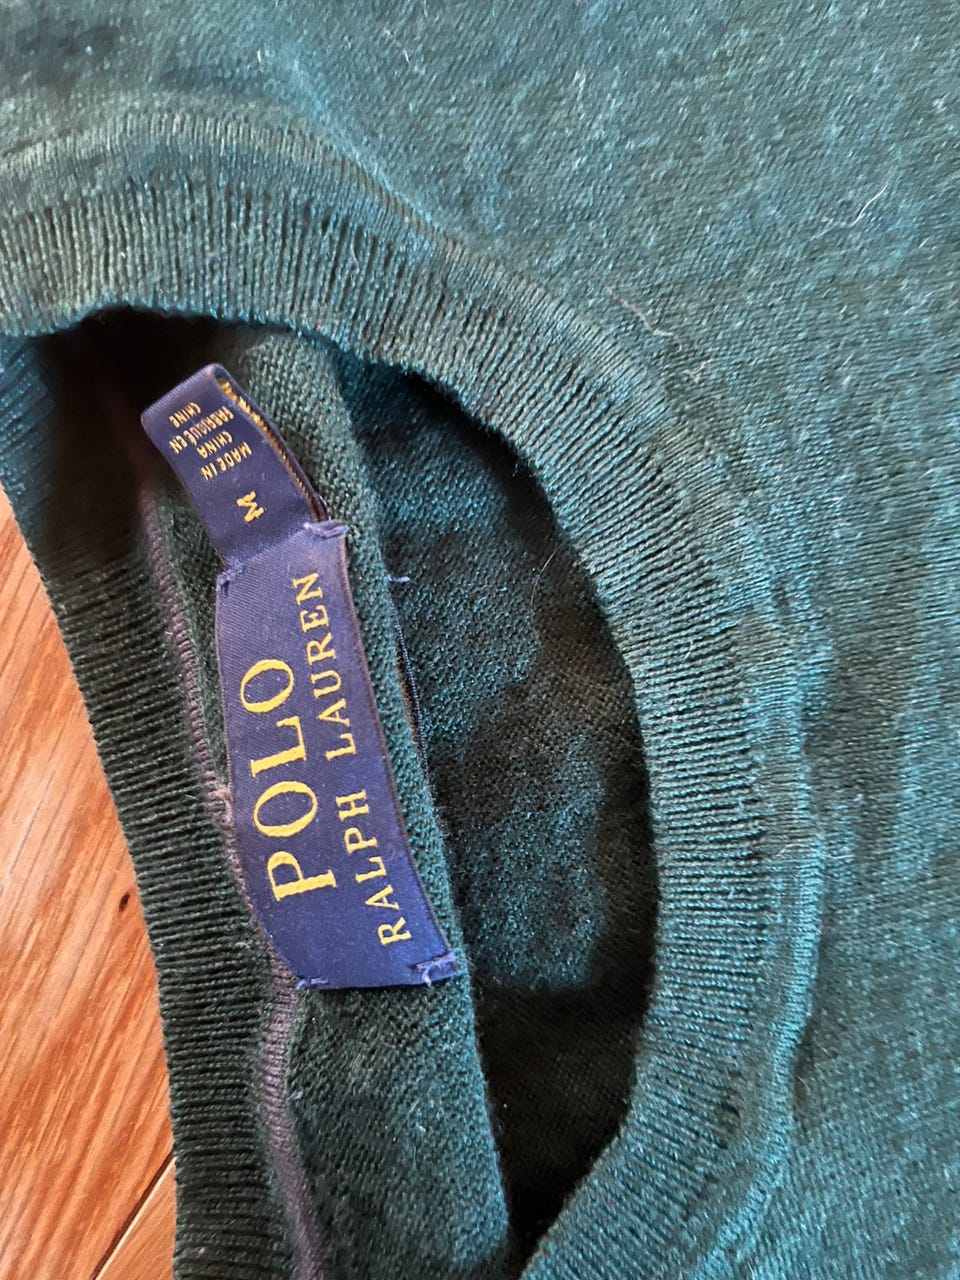 POLO
RALPH LAUREN
M
MADE IN
CHINA
FABRIQUÉ EN
CHINE